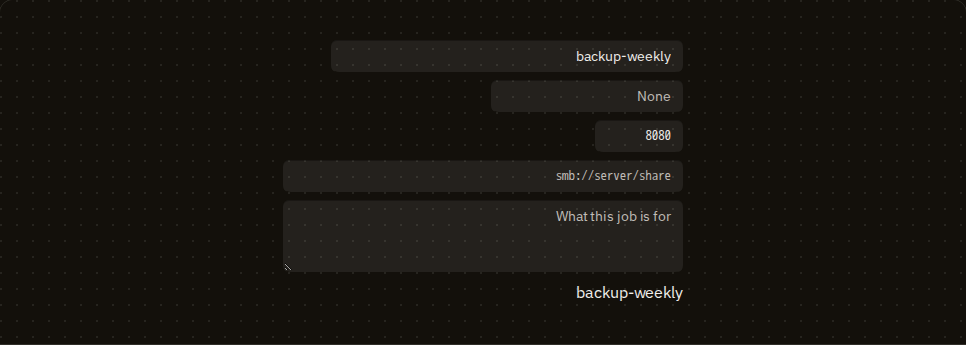 backup-weekly
None
8080
smb://server/share
What this job is for
backup-weekly